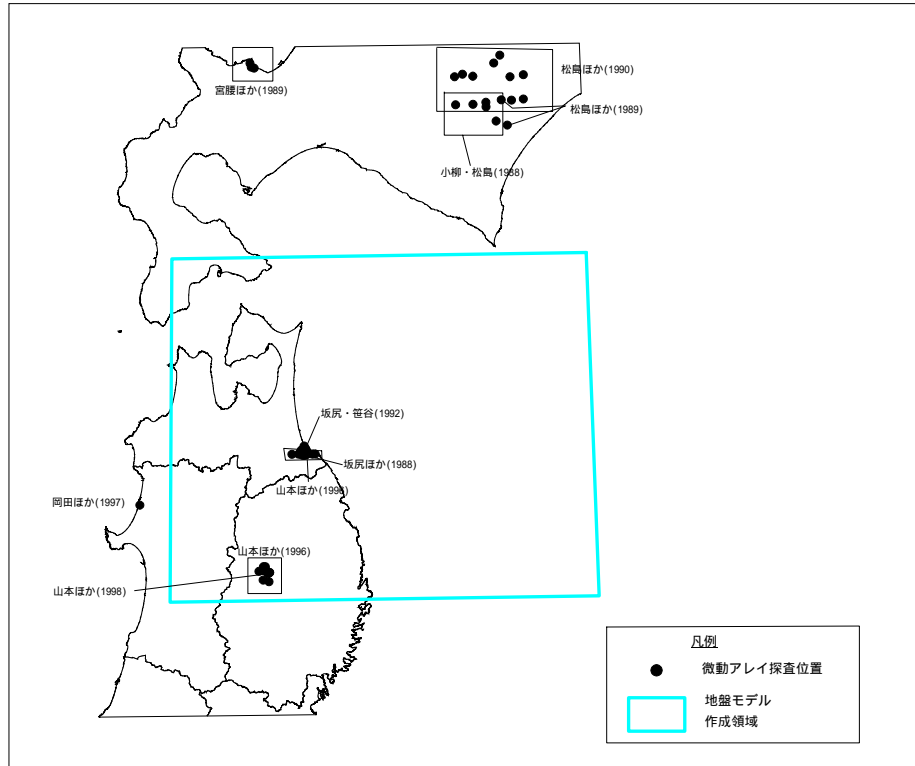 宮腰ほか(1989)
松島ほか(1990)
松島ほか(1989)
小柳・松島(1988)
坂尻・笹谷(1992)
坂尻ほか(1988)
山本ほか(1996)
岡田ほか(1997)
山本ほか(1996)
山本ほか(1998)
凡例
微動アレイ探査位置
地盤モデル
作成領域